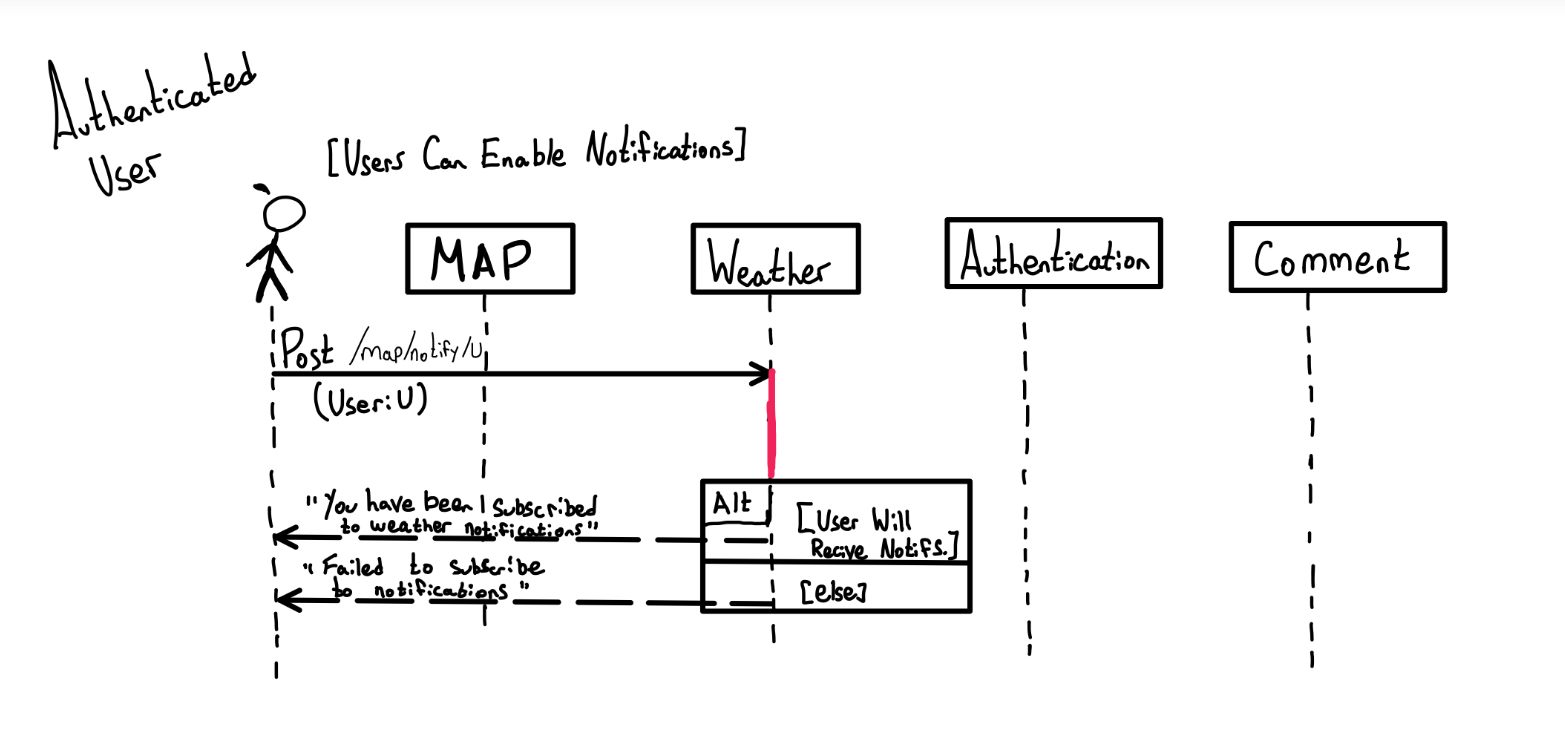 Authenticated
User
[Users Can Enable Notifications]
MAP
Weather
Authentication
Comment
Post /map/notify/U
(User:U)
Alt
[User Will
Recive Notifs.]
"You have been subscribed
to weather notifications"
"Failed to subscribe
to notifications"
[else]